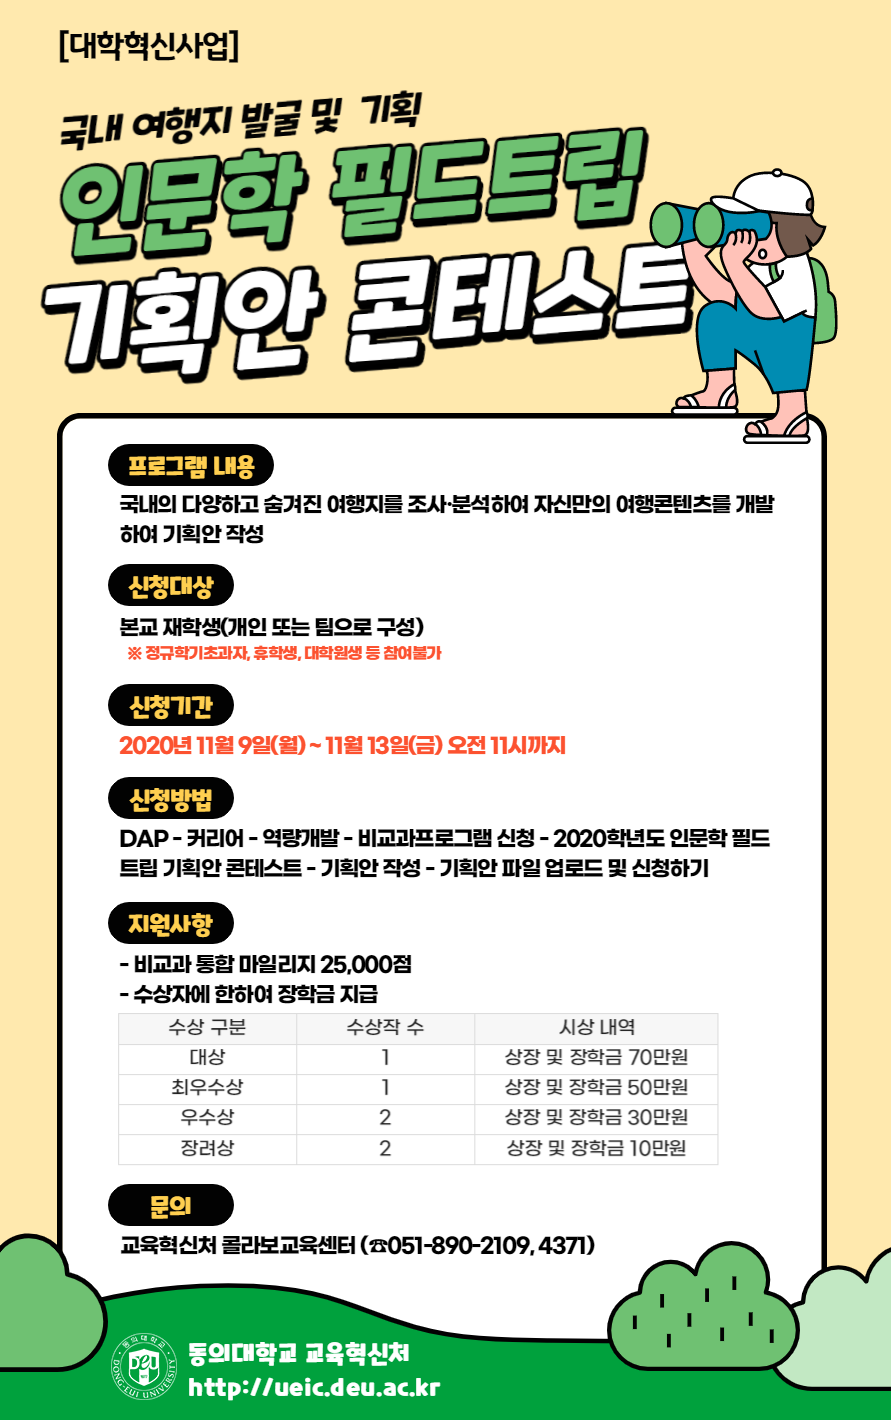 [대학혁신사업]
국내 여행지 발굴 및 기획
인문학 필드트립
기획안 콘테스트
프로그램 내용
국내의 다양하고 숨겨진 여행지를 조사·분석하여 자신만의 여행콘텐츠를 개발
하여 기획안 작성
신청대상
본교 재학생(개인 또는 팀으로 구성)
※ 정규학기초과자, 휴학생, 대학원생 등 참여불가
신청기간
2020년 11월 9일(월) ~ 11월 13일(금) 오전 11시까지
신청방법
DAP - 커리어 - 역량개발 - 비교과프로그램 신청 - 2020학년도 인문학 필드
트립 기획안 콘테스트 - 기획안 작성 - 기획안 파일 업로드 및 신청하기
지원사항
- 비교과 통합 마일리지 25,000점
- 수상자에 한하여 장학금 지급
수상 구분 수상작 수 시상 내역
대상 1 상장 및 장학금 70만원
최우수상 1 상장 및 장학금 50만원
우수상 2 상장 및 장학금 30만원
장려상 2 상장 및 장학금 10만원
문의
교육혁신처 콜라보교육센터 (☎051-890-2109, 4371)
동의대학교
DEU
DONG-EUI UNIVERSITY
동의대학교 교육혁신처
http://ueic.deu.ac.kr